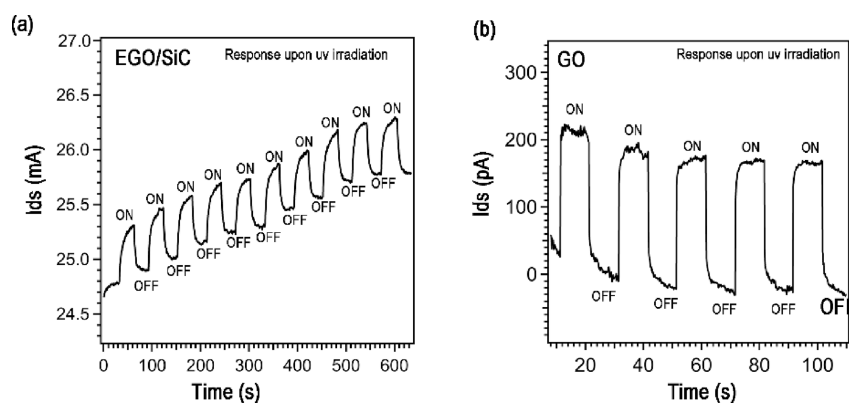 (a)
27.0
26.5
26.0
25.5
25.0
24.5
Ids (mA)
EGO/SiC
Response upon uv irradiation
ON
ON
ON
ON
ON
ON
ON
ON
ON
ON
OFF
OFF
OFF
OFF
OFF
OFF
OFF
OFF
OFF
0
100
200
300
400
500
600
Time (s)
(b)
300
200
100
0
Ids (pA)
GO
Response upon uv irradiation
ON
ON
ON
ON
ON
OFF
OFF
OFF
OFF
OFF
20
40
60
80
100
Time (s)